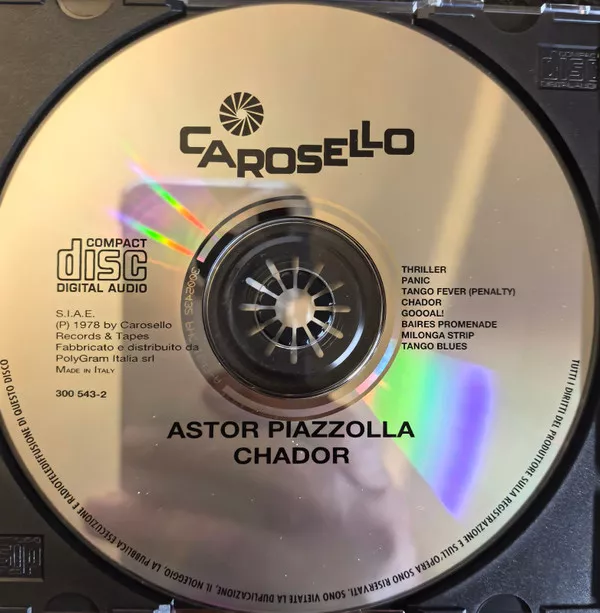 CAROSELLO
COMPACT
disc
DIGITAL AUDIO
S.I.A.E.
(P) 1978 by Carosello
Records & Tapes
Fabbricato e distribuito da
PolyGram Italia srl
MADE IN ITALY
300 543-2
THRILLER
PANIC
TANGO FEVER (PENALTY)
CHADOR
GOOOAL!
BAIRES PROMENADE
MILONGA STRIP
TANGO BLUES
ASTOR PIAZZOLLA
CHADOR
TUTTI I DIRITTI DEL PRODUTTORE SULLA REGISTRAZIONE E SULL'OPERA SONO RISERVATI. SONO VIETATE LA DUPLICAZIONE, IL NOLEGGIO, LA PUBBLICA ESECUZIONE E RADIOTELEDIFFUSIONE DI QUESTO DISCO